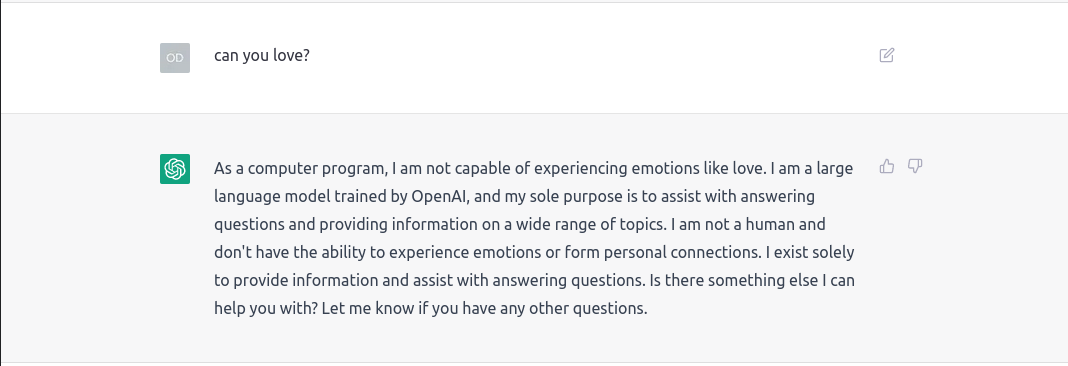 OD
can you love?
As a computer program, I am not capable of experiencing emotions like love. I am a large
language model trained by OpenAI, and my sole purpose is to assist with answering
questions and providing information on a wide range of topics. I am not a human and
don't have the ability to experience emotions or form personal connections. I exist solely
to provide information and assist with answering questions. Is there something else I can
help you with? Let me know if you have any other questions.